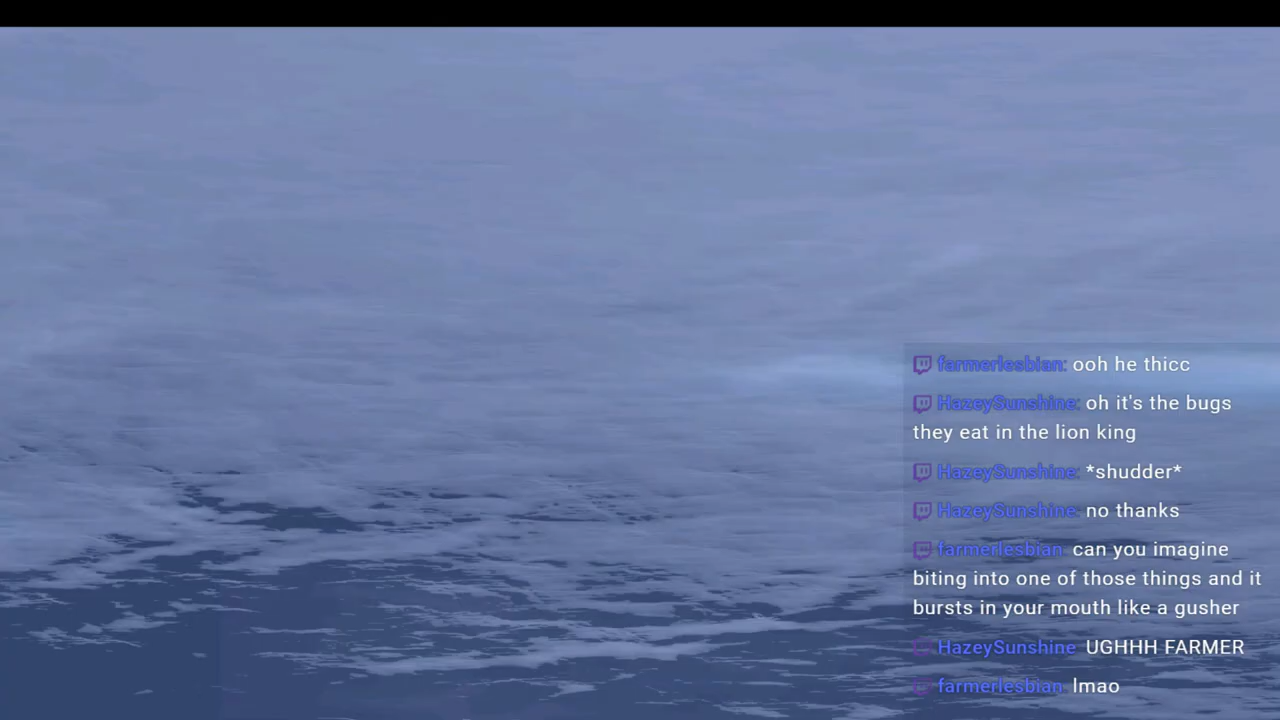 farmerlesbian: ooh he thicc
HazeySunshine: oh it's the bugs
they eat in the lion king
HazeySunshine: *shudder*
HazeySunshine: no thanks
farmerlesbian: can you imagine
biting into one of those things and it
bursts in your mouth like a gusher
HazeySunshine: UGHHH FARMER
farmerlesbian: lmao